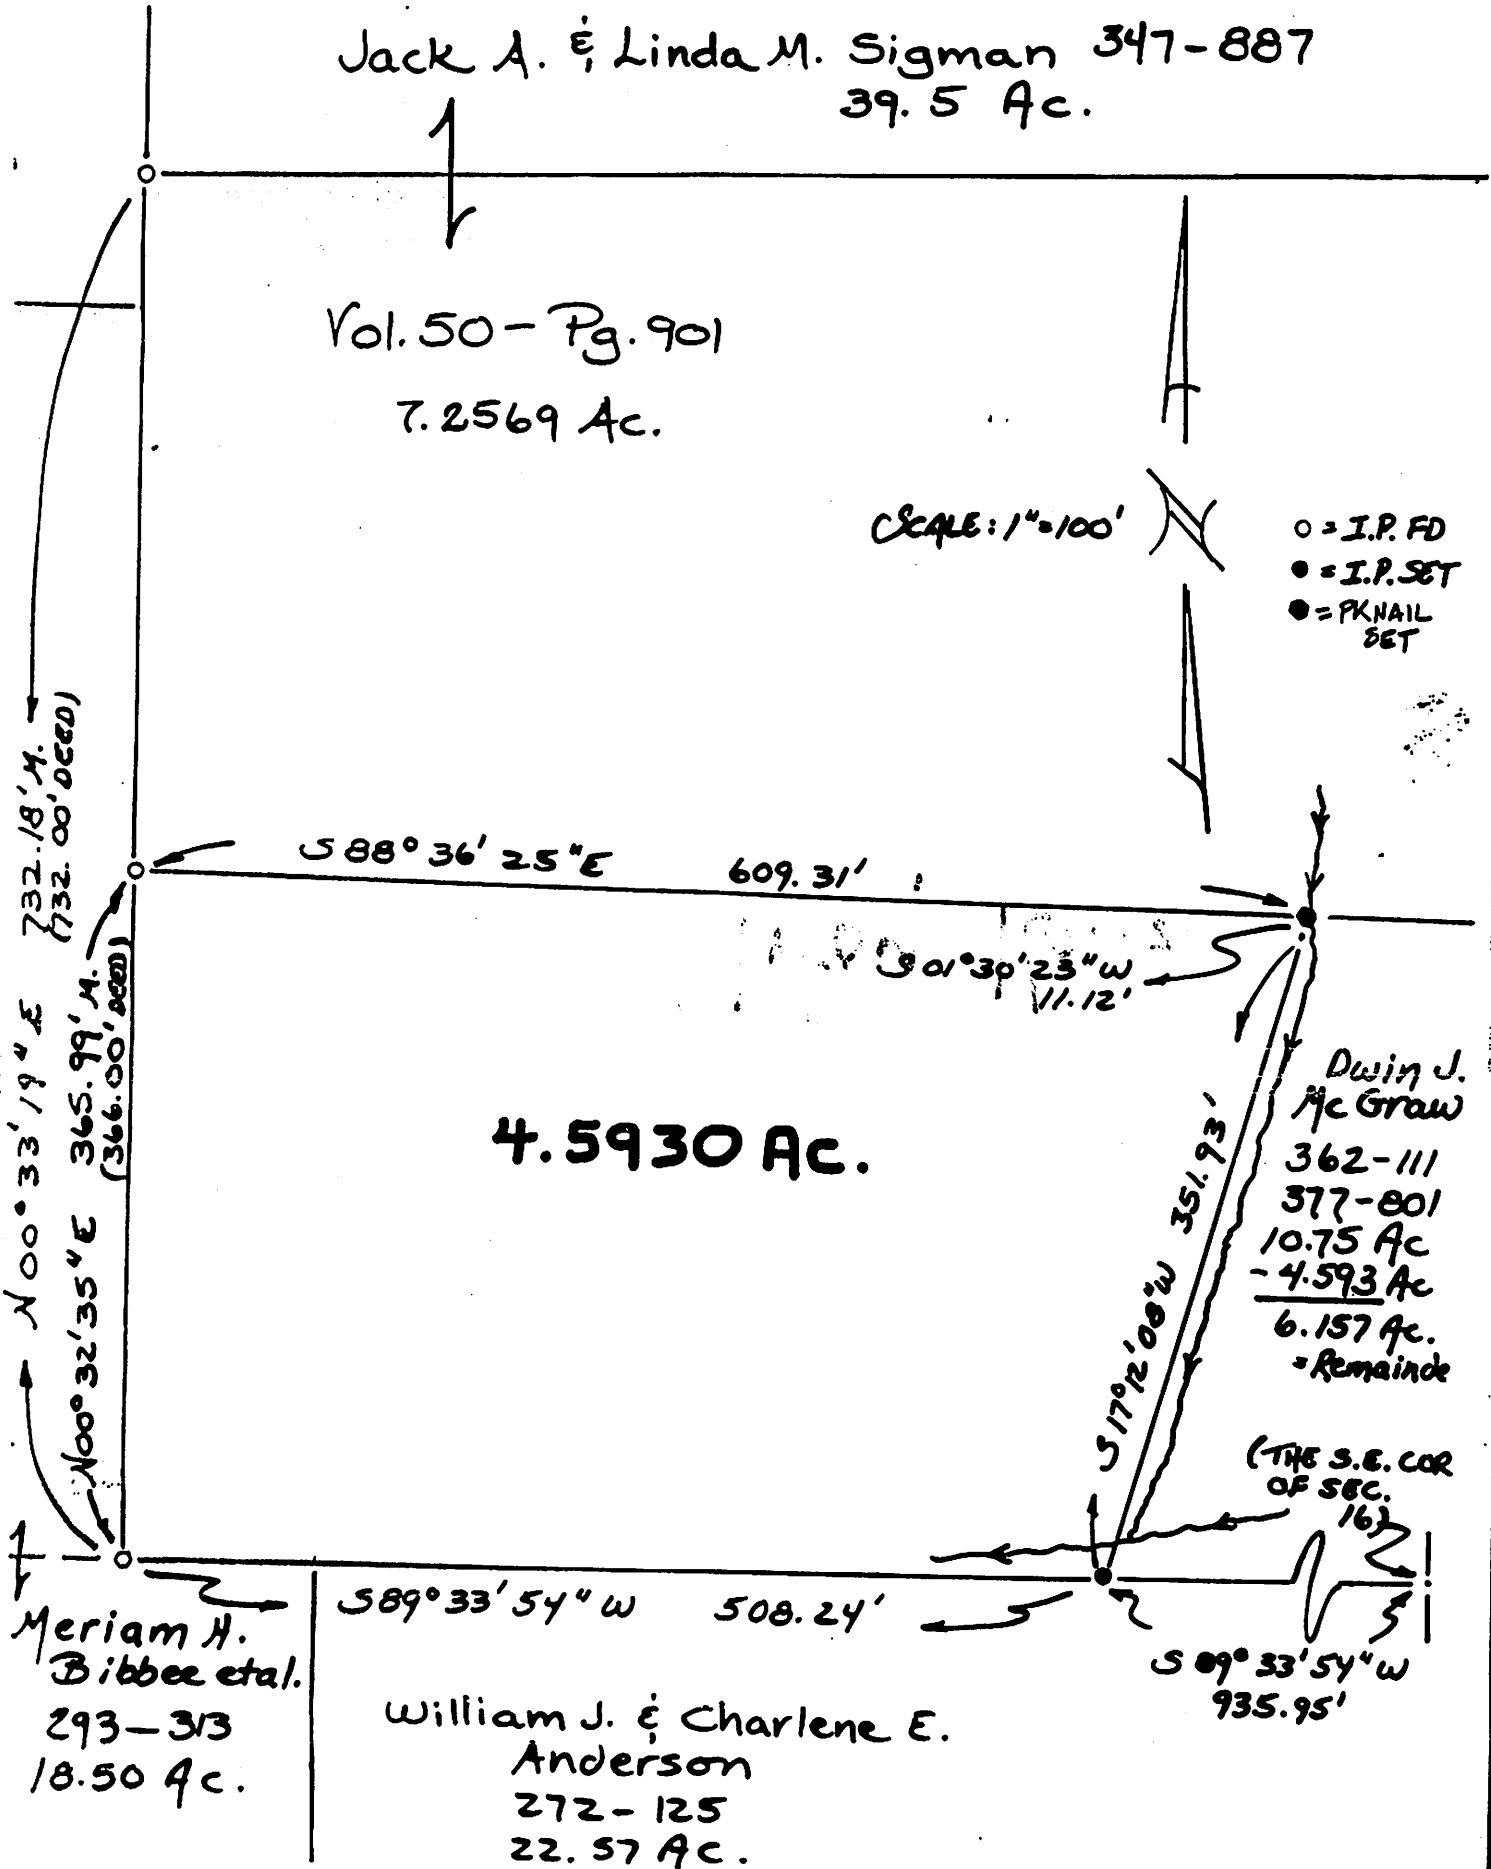 Jack A. & Linda M. Sigman 347-887
39.5 Ac.
Vol. 50 - Pg. 901
7.2569 Ac.
SCALE: 1"=100'
N
○ = I.P. FD
● = I.P. SET
● = PK NAIL
SET
N 00° 33' 19" E 732.18' M.
(732.00' DEED)
N 00° 32' 35" E 365.99' M.
(366.00' DEED)
S 88° 36' 25" E 609.31'
S 01° 30' 23" W
11.12'
4.5930 Ac.
S 17° 12' 08" W 351.93'
Dwin J.
McGraw
362-111
377-801
10.75 Ac
- 4.593 Ac
6.157 Ac.
= Remainde
(THE S.E. COR
OF SEC.
16)
S 89° 33' 54" W 508.24'
S 89° 33' 54" W
935.95'
Meriam H.
Bibbee etal.
293-313
18.50 Ac.
William J. & Charlene E.
Anderson
272-125
22.57 Ac.